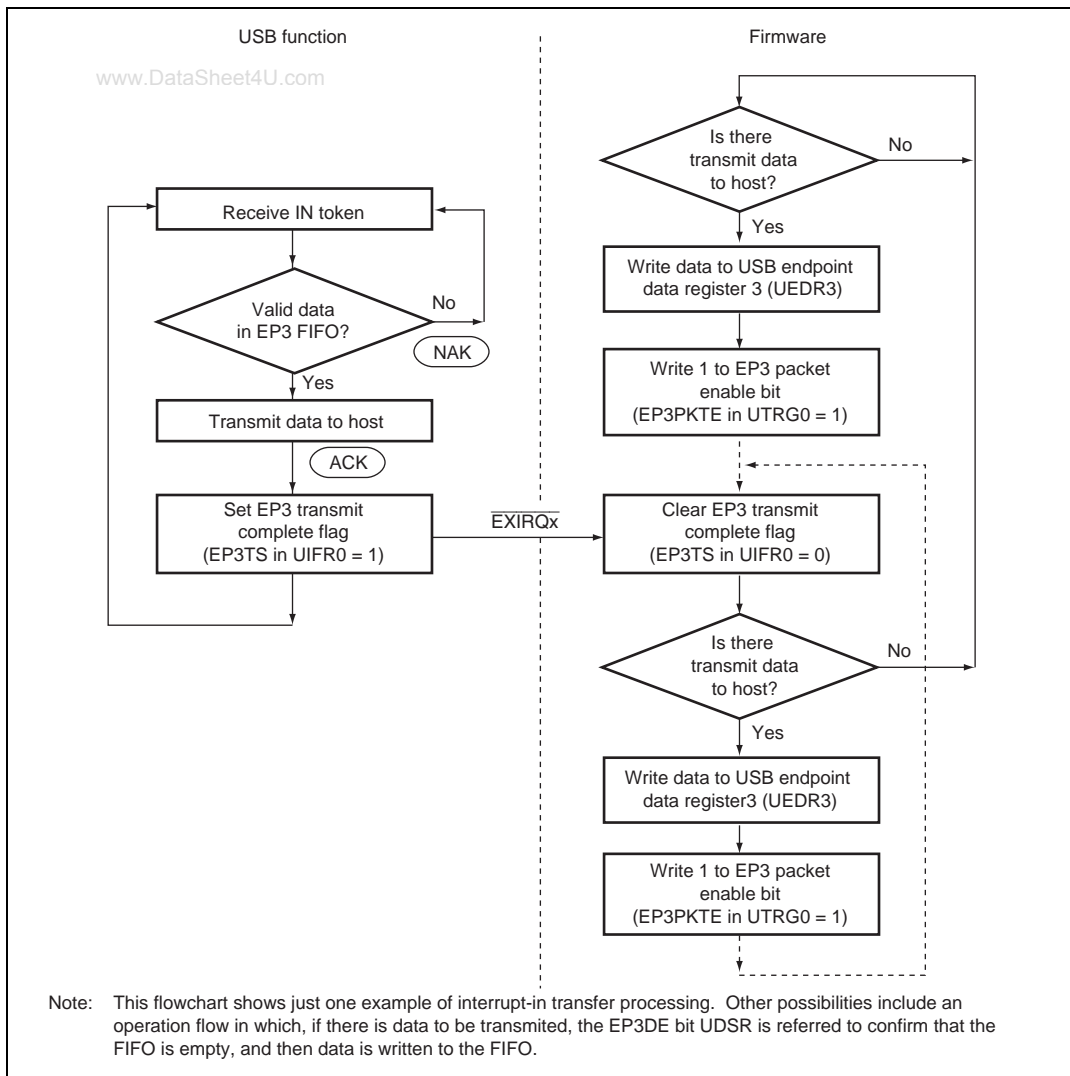 USB function
www.DataSheet4U.com
Receive IN token
Valid data
in EP3 FIFO?
No
NAK
Yes
Transmit data to host
ACK
Set EP3 transmit
complete flag
(EP3TS in UIFR0 = 1)
EXIRQx
Firmware
Is there
transmit data
to host?
No
Yes
Write data to USB endpoint
data register 3 (UEDR3)
Write 1 to EP3 packet
enable bit
(EP3PKTE in UTRG0 = 1)
Clear EP3 transmit
complete flag
(EP3TS in UIFR0 = 0)
Is there
transmit data
to host?
No
Yes
Write data to USB endpoint
data register3 (UEDR3)
Write 1 to EP3 packet
enable bit
(EP3PKTE in UTRG0 = 1)
Note: This flowchart shows just one example of interrupt-in transfer processing. Other possibilities include an
operation flow in which, if there is data to be transmitted, the EP3DE bit UDSR is referred to confirm that the
FIFO is empty, and then data is written to the FIFO.